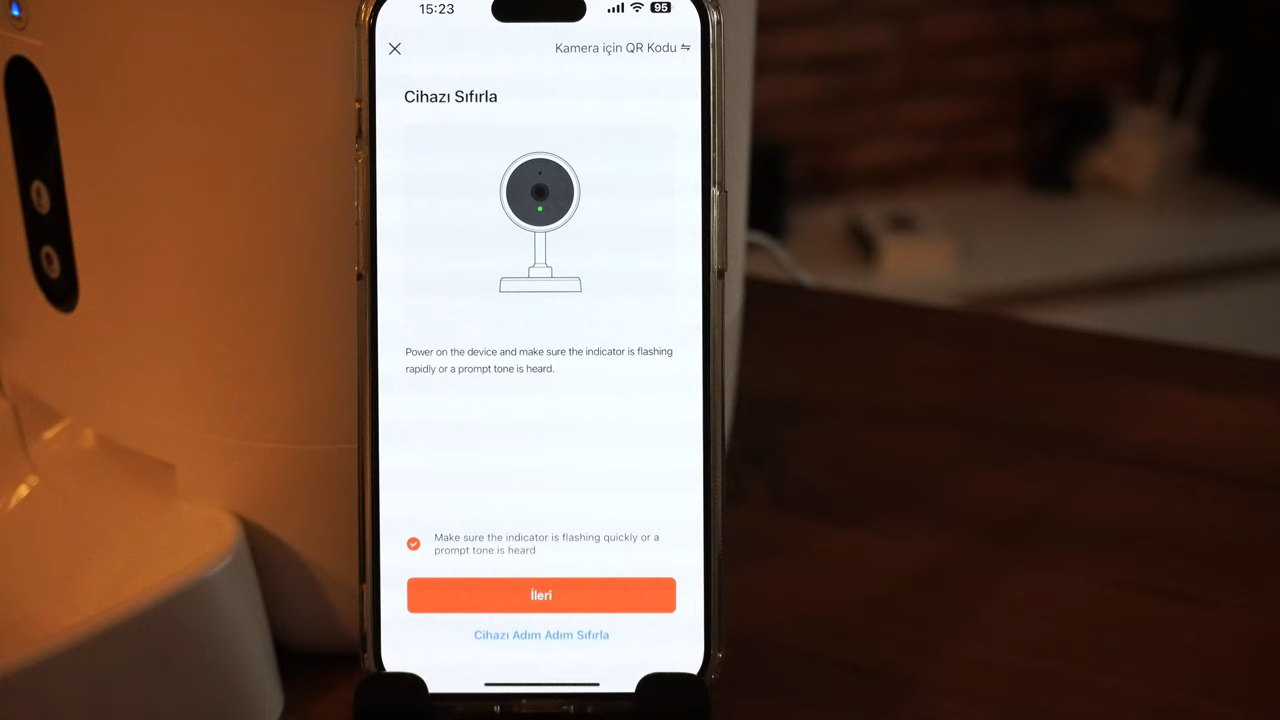 15:23
95
Kamera için QR Kodu
Cihazı Sıfırla
Power on the device and make sure the indicator is flashing
rapidly or a prompt tone is heard.
Make sure the indicator is flashing quickly or a
prompt tone is heard
İleri
Cihazı Adım Adım Sıfırla